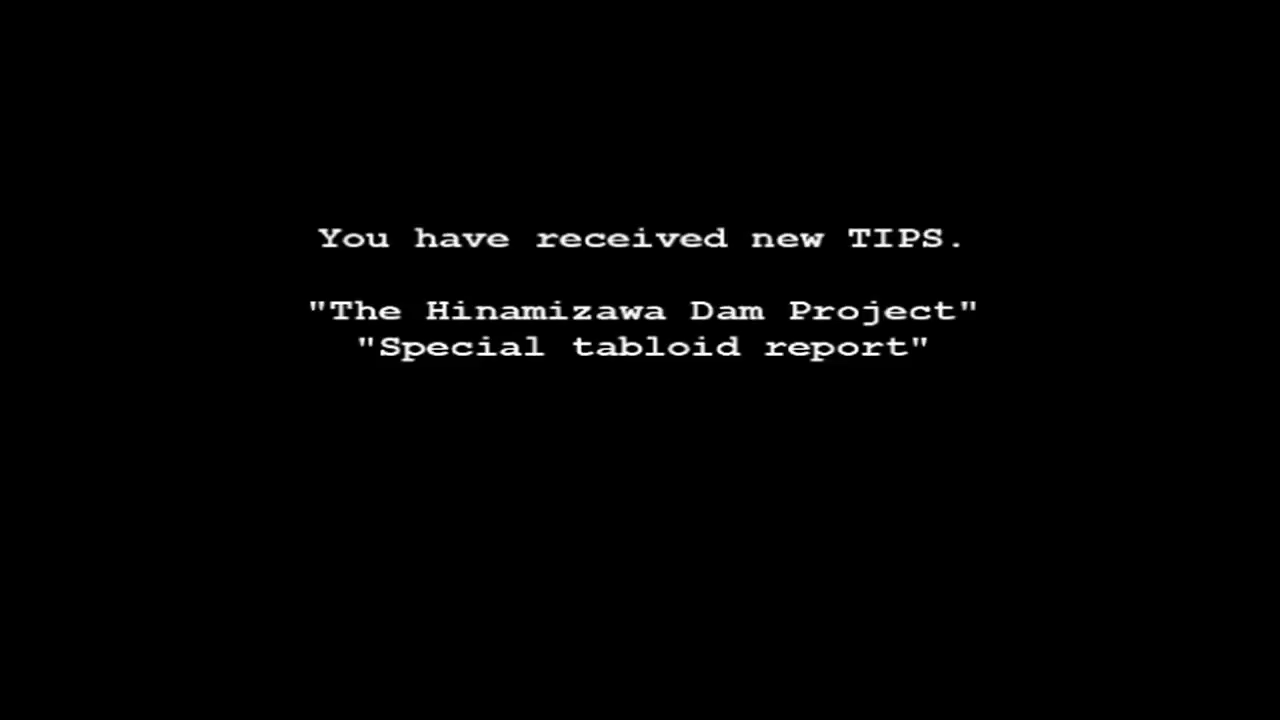 You have received new TIPS.
"The Hinamizawa Dam Project"
"Special tabloid report"